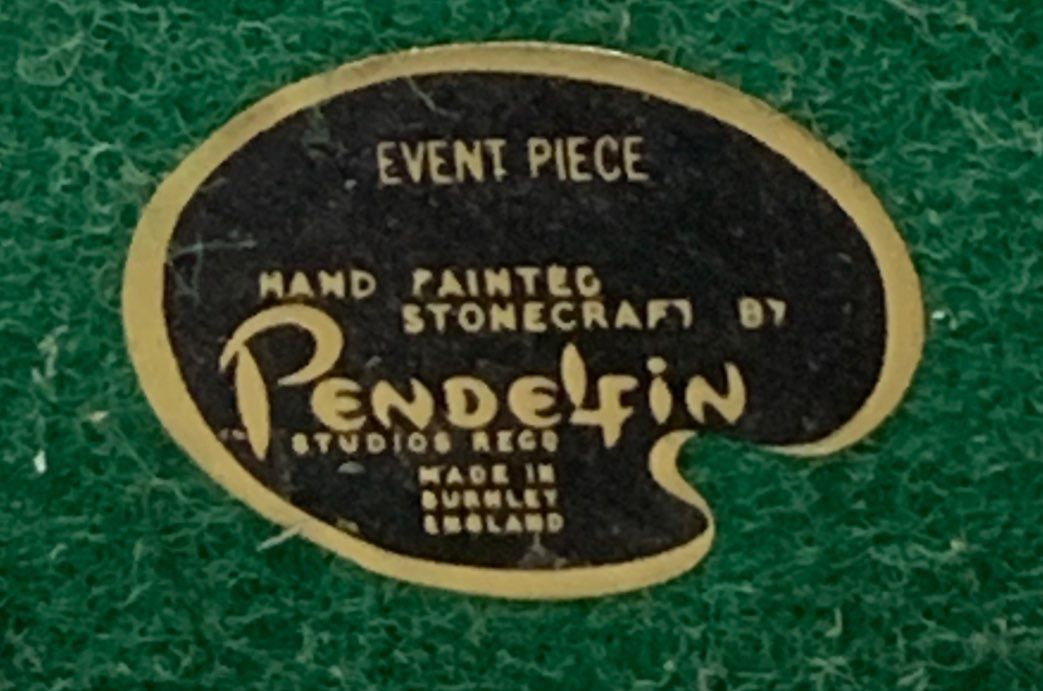 EVENT PIECE
HAND PAINTED
STONECRAFT BY
PENDELFIN
STUDIOS REGD
MADE IN
BURNLEY
ENGLAND